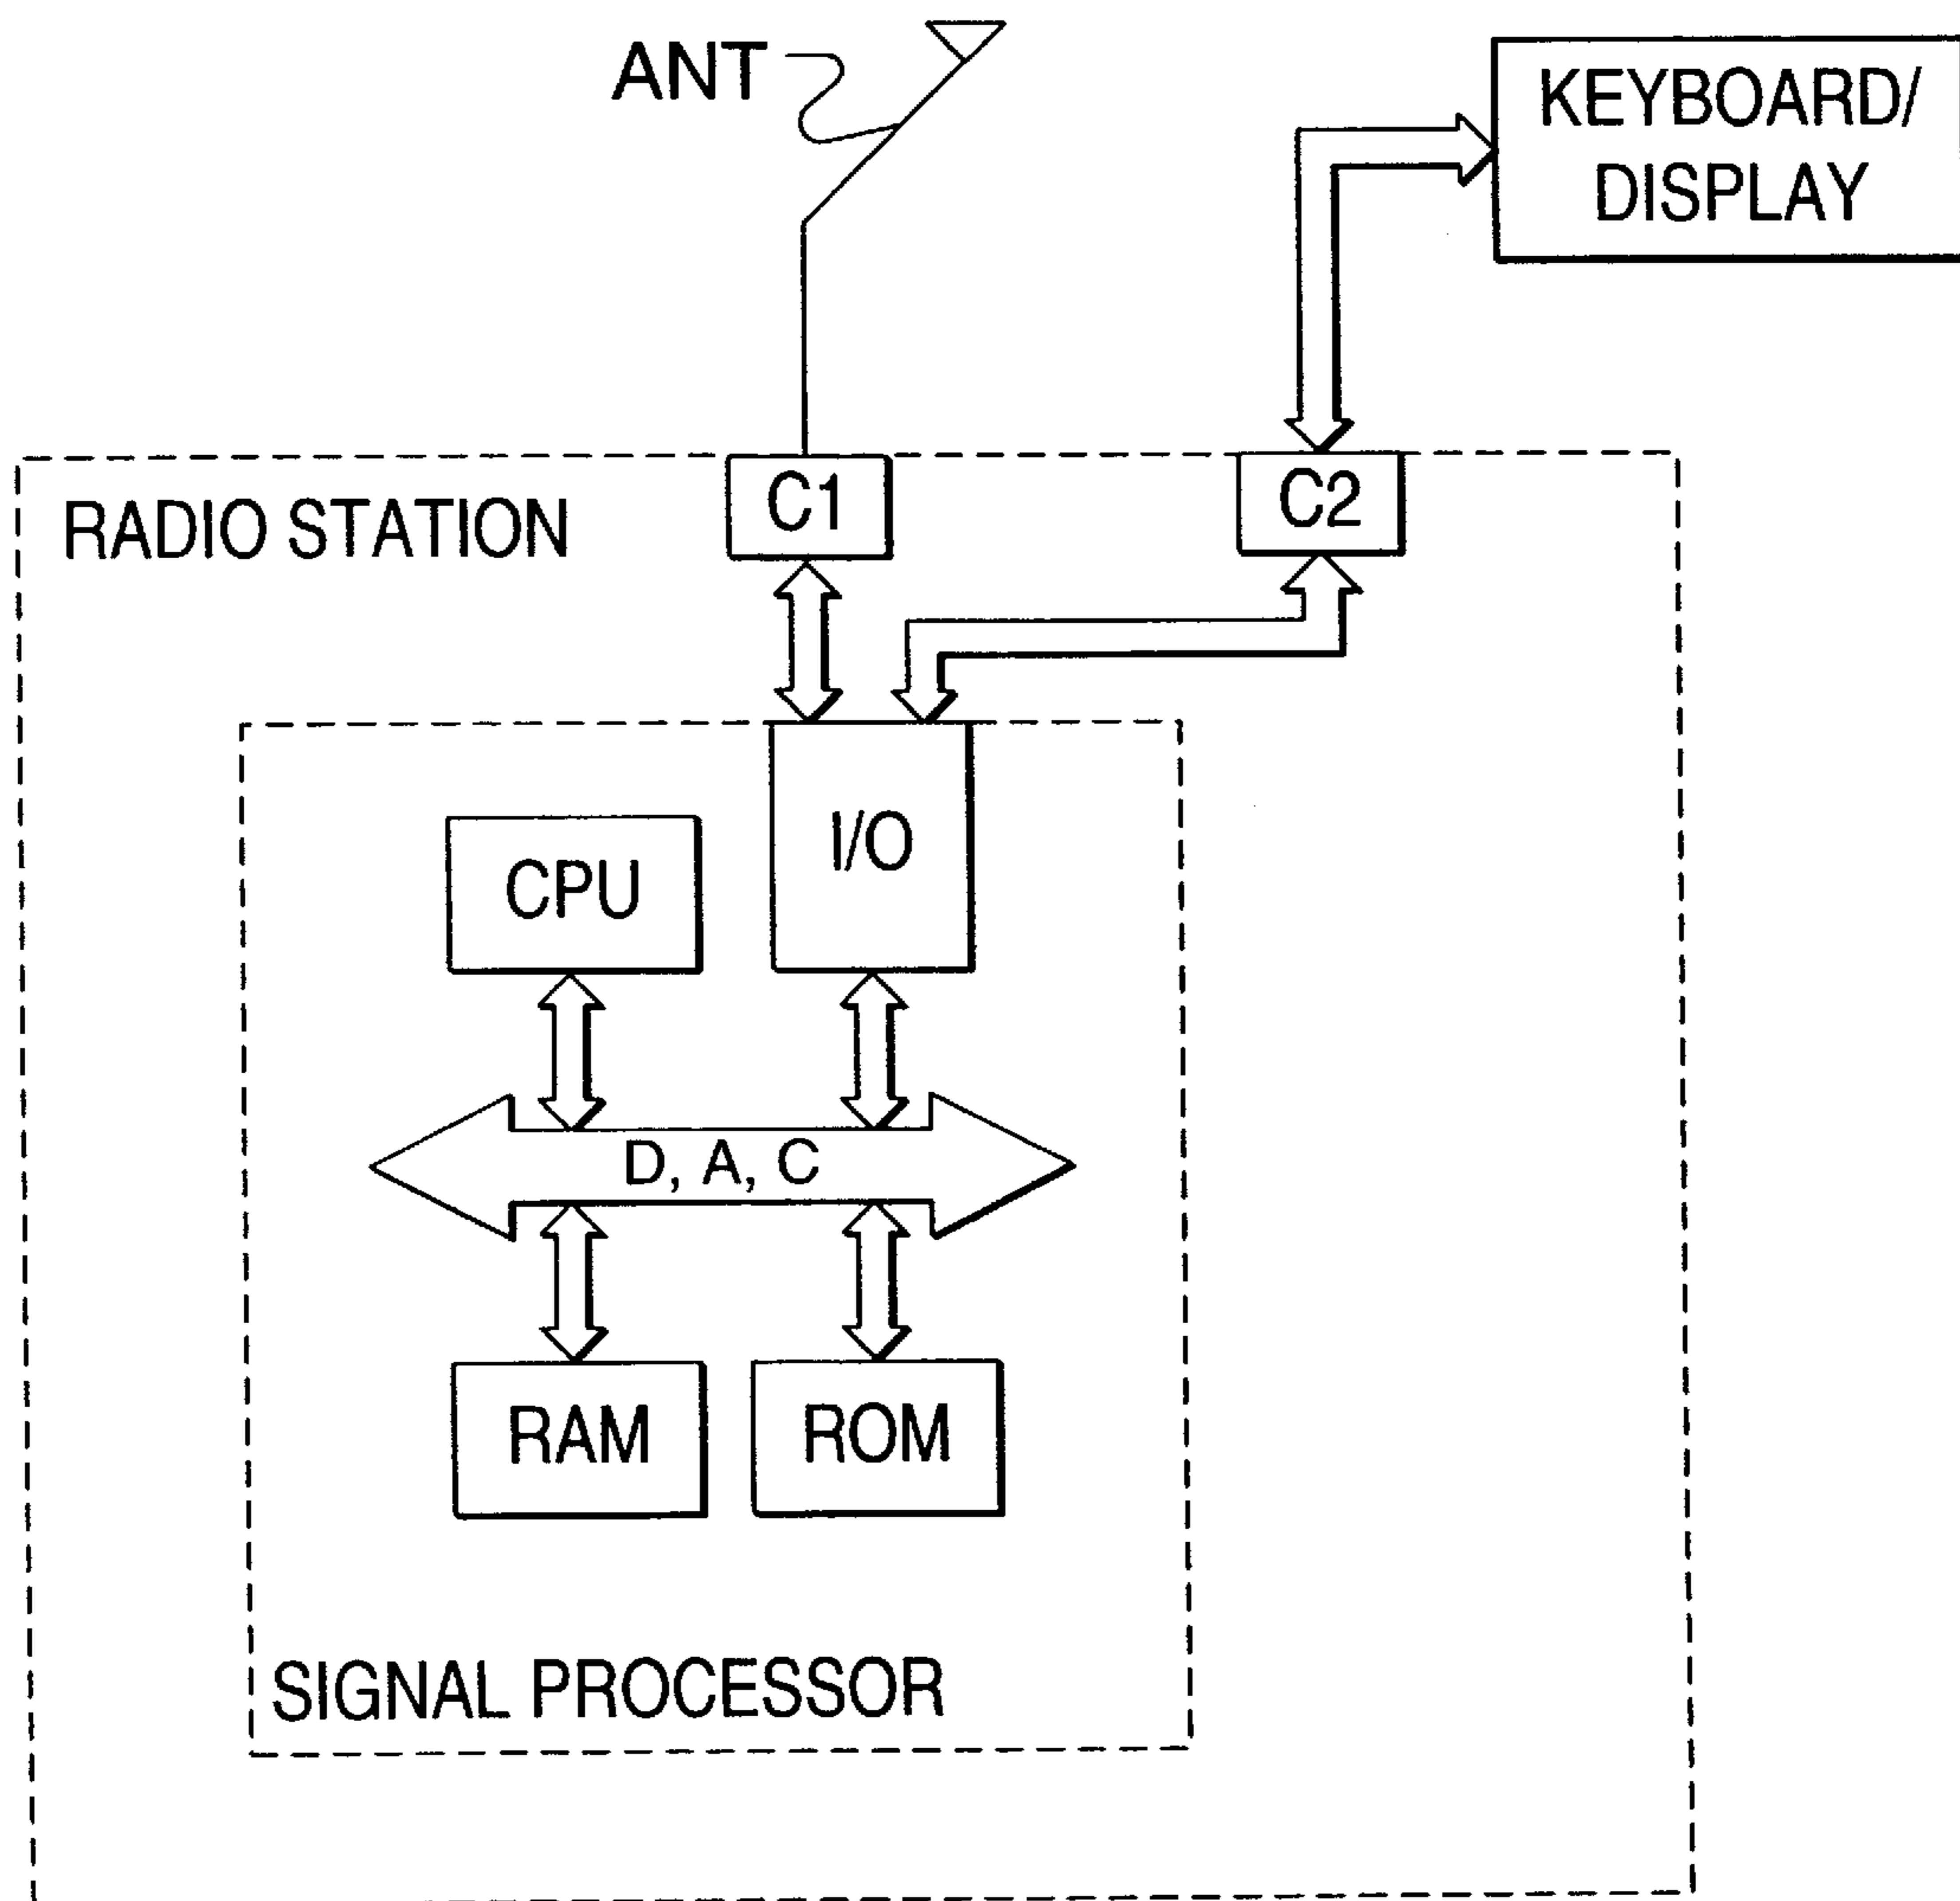 ANT
KEYBOARD/
DISPLAY
RADIO STATION
C1
C2
I/O
CPU
D, A, C
RAM
ROM
SIGNAL PROCESSOR